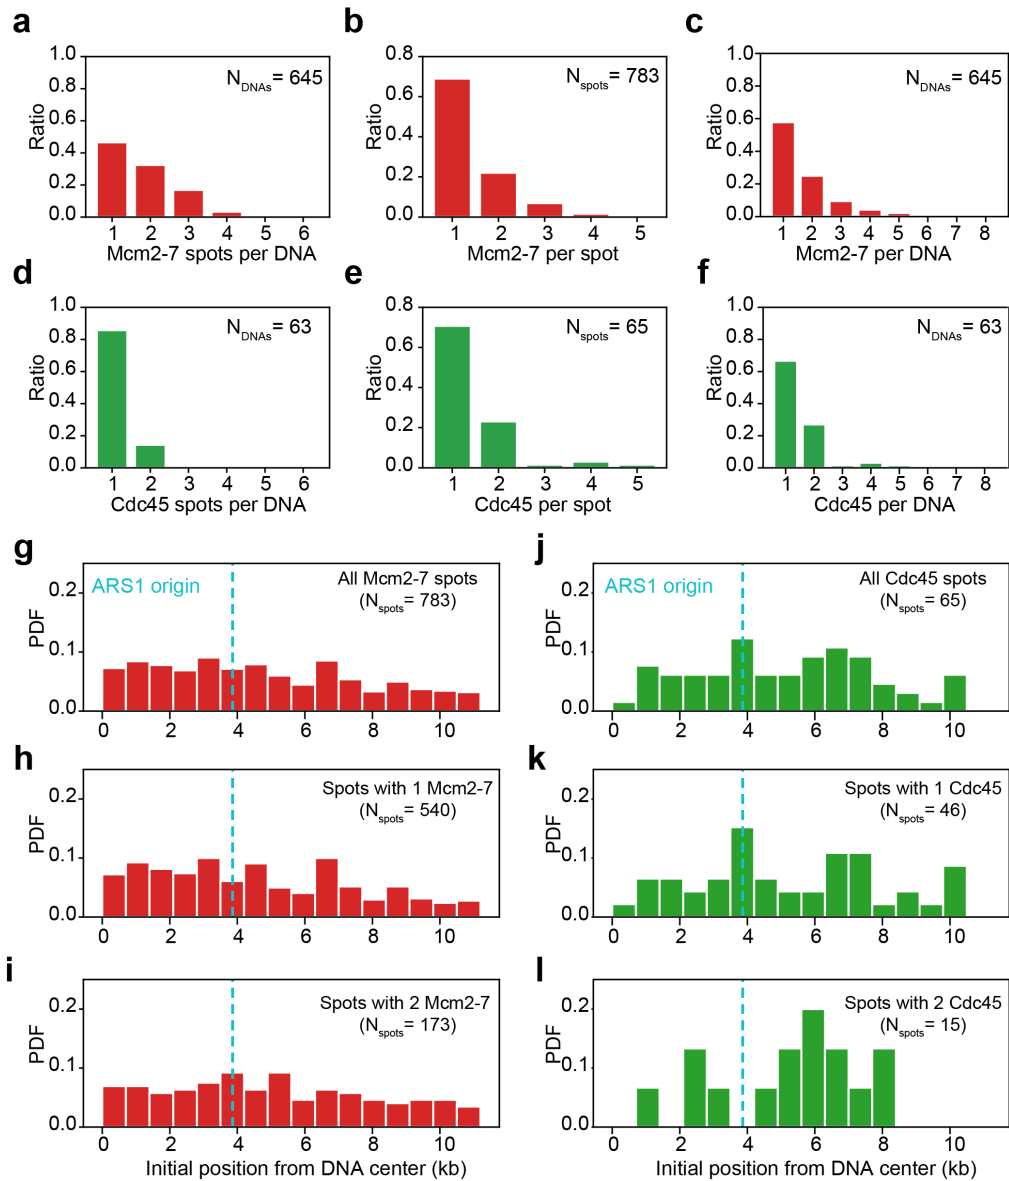 a
1.0
0.8
0.6
0.4
0.2
0.0
Ratio
N_DNAs = 645
1 2 3 4 5 6
Mcm2-7 spots per DNA
b
0.8
0.6
0.4
0.2
0.0
Ratio
N_spots = 783
1 2 3 4 5
Mcm2-7 per spot
c
1.0
0.8
0.6
0.4
0.2
0.0
Ratio
N_DNAs = 645
1 2 3 4 5 6 7 8
Mcm2-7 per DNA
d
1.0
0.8
0.6
0.4
0.2
0.0
Ratio
N_DNAs = 63
1 2 3 4 5 6
Cdc45 spots per DNA
e
0.8
0.6
0.4
0.2
0.0
Ratio
N_spots = 65
1 2 3 4 5
Cdc45 per spot
f
1.0
0.8
0.6
0.4
0.2
0.0
Ratio
N_DNAs = 63
1 2 3 4 5 6 7 8
Cdc45 per DNA
g
0.2
0.1
0.0
PDF
ARS1 origin
All Mcm2-7 spots
(N_spots = 783)
0 2 4 6 8 10
h
0.2
0.1
0.0
PDF
Spots with 1 Mcm2-7
(N_spots = 540)
0 2 4 6 8 10
i
0.2
0.1
0.0
PDF
Spots with 2 Mcm2-7
(N_spots = 173)
0 2 4 6 8 10
Initial position from DNA center (kb)
j
0.2
0.1
0.0
PDF
ARS1 origin
All Cdc45 spots
(N_spots = 65)
0 2 4 6 8 10
k
0.2
0.1
0.0
PDF
Spots with 1 Cdc45
(N_spots = 46)
0 2 4 6 8 10
l
0.2
0.1
0.0
PDF
Spots with 2 Cdc45
(N_spots = 15)
0 2 4 6 8 10
Initial position from DNA center (kb)